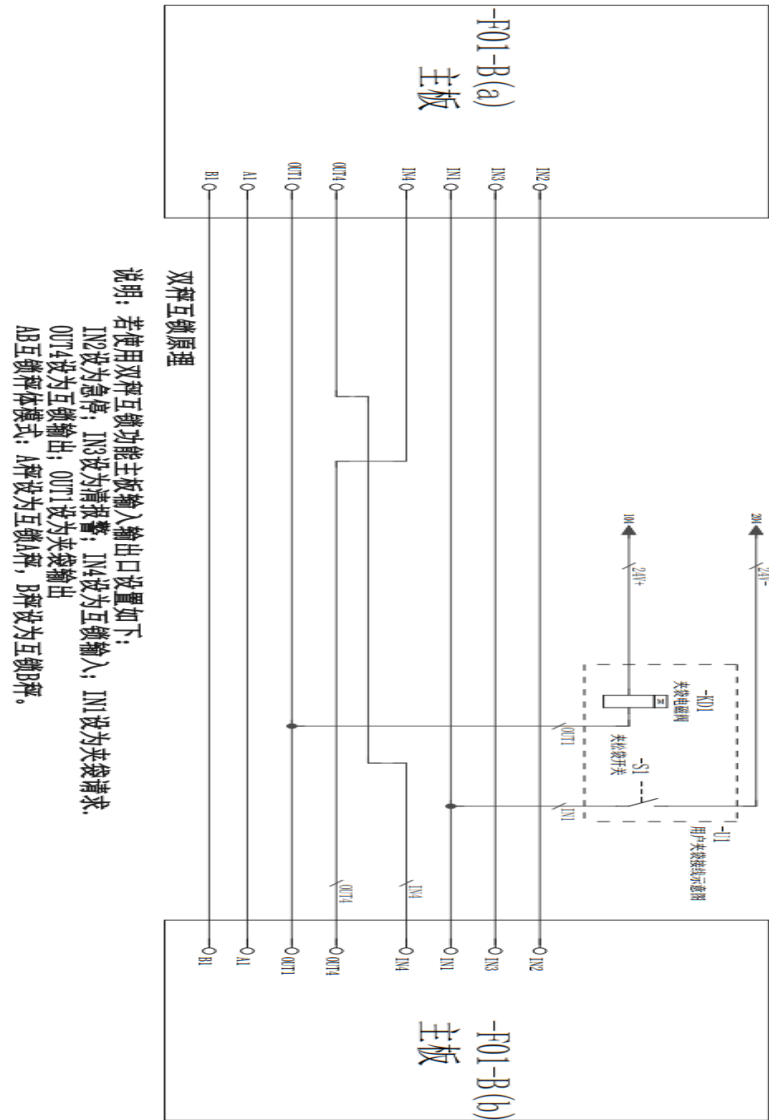 204
24V-
-U1
用户夹袋接线示意图
-KD1
夹袋电磁阀
-S1
夹松袋开关
104
24V+
OUT1
IN1
-F01-B(a)
主板
IN2
IN3
IN1
IN4
OUT4
OUT1
A1
B1
IN4
OUT4
-F01-B(b)
主板
IN2
IN3
IN1
IN4
OUT4
OUT1
A1
B1
双秤互锁原理
说明：若使用双秤互锁功能主板输入输出口设置如下：
IN2设为急停；IN3设为清报警；IN4设为互锁输入；IN1设为夹袋请求.
OUT4设为互锁输出；OUT1设为夹袋输出
AB互锁秤体模式：A秤设为互锁A秤，B秤设为互锁B秤。